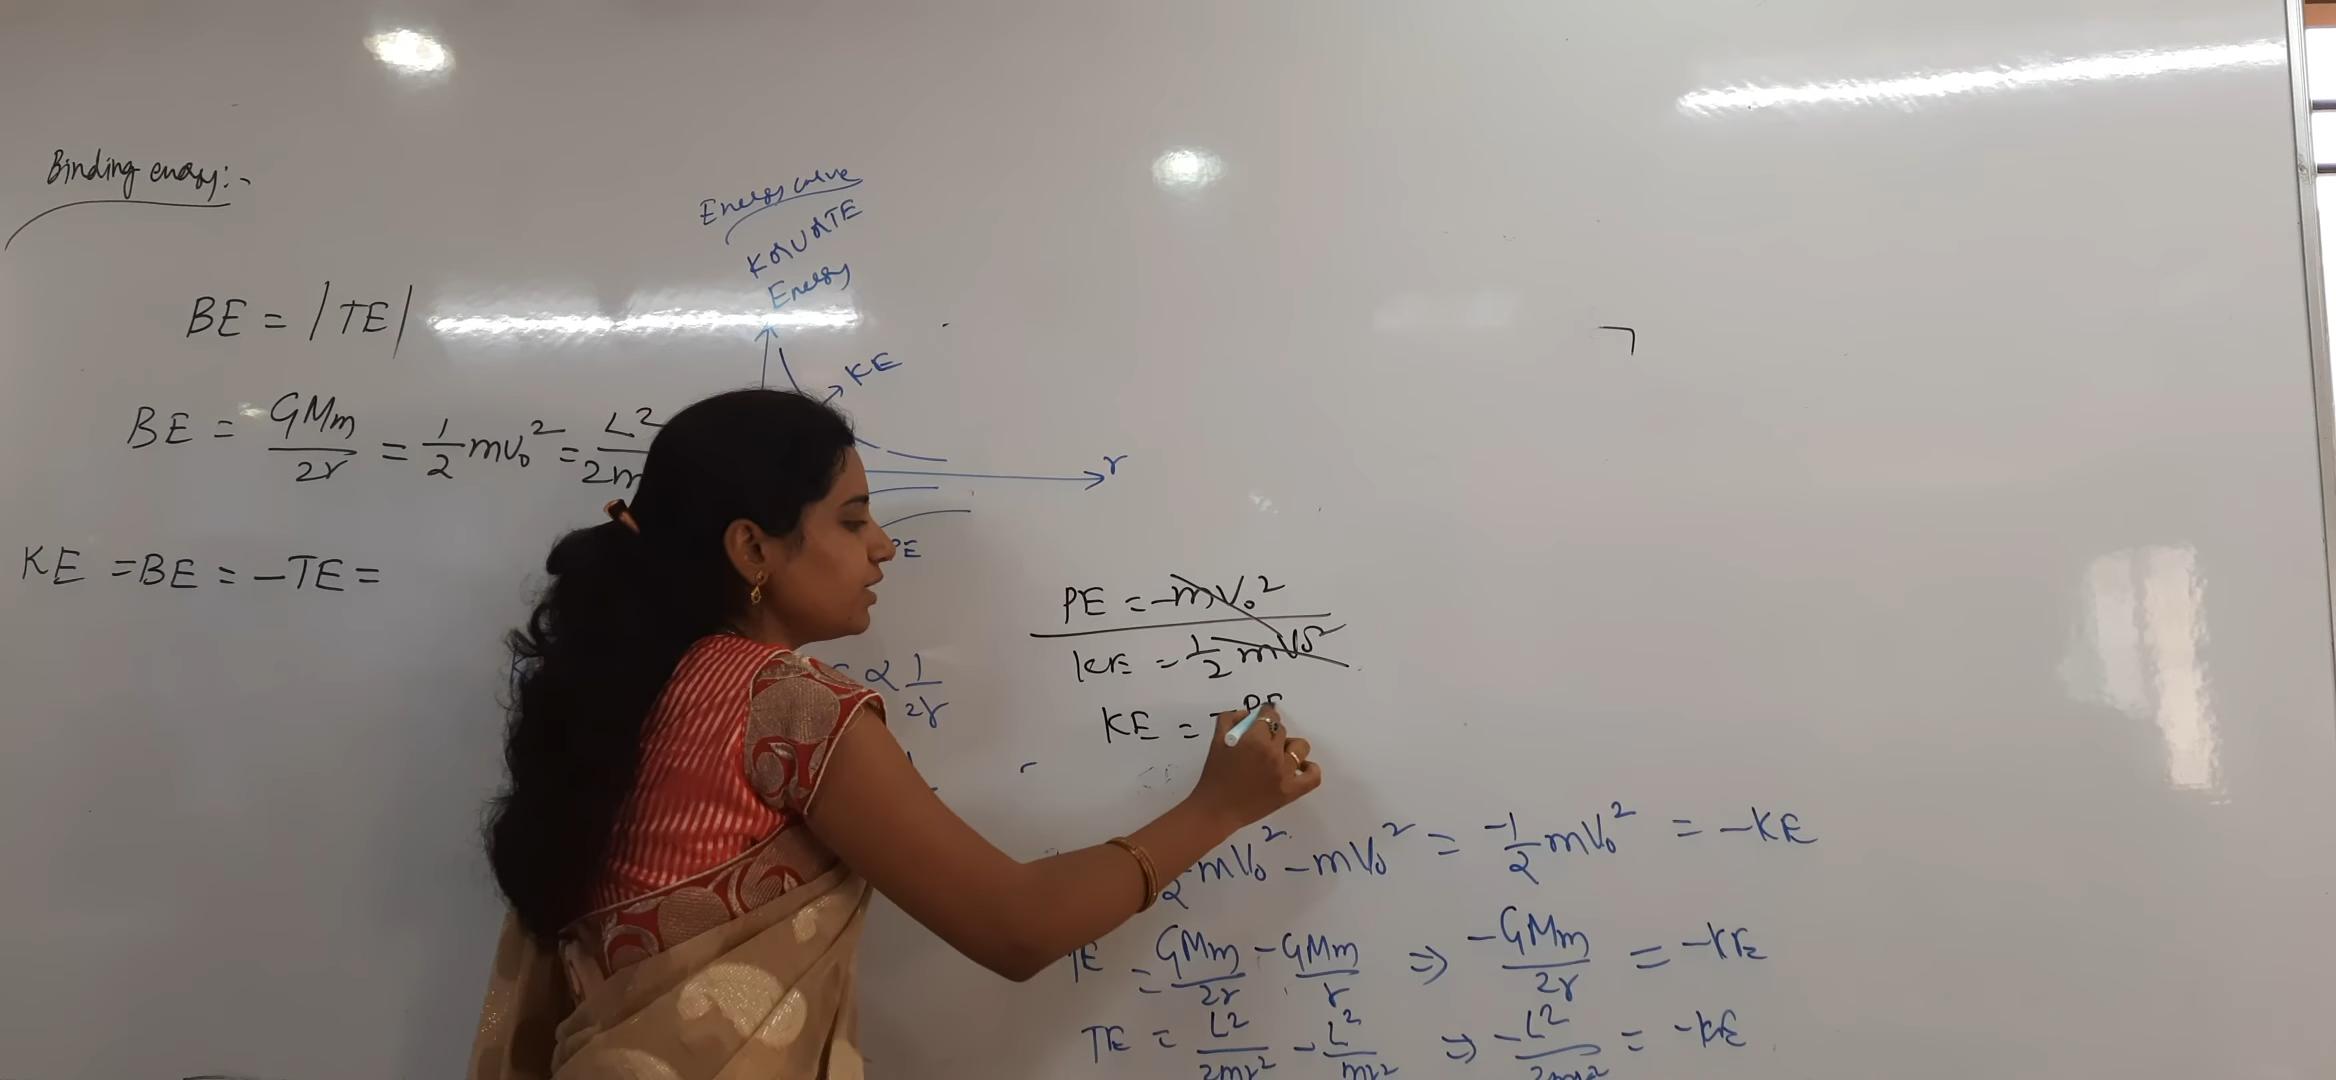 Binding energy:-
BE = |TE|
BE = GMm/2r = 1/2 mv₀² = L²/2m
KE = BE = -TE =
Energy curve
K or U or TE
Energy
KE
r
PE
∝ 1/2r
PE = -mV₀²
KE = 1/2 mV₀²
KE = - PE
2 mV₀² - mV₀² = -1/2 mV₀² = -KE
TE = GMm/2r - GMm/r ⇒ -GMm/2r = -KE
TE = L²/2mr² - L²/mr² ⇒ -L²/2mr² = -KE